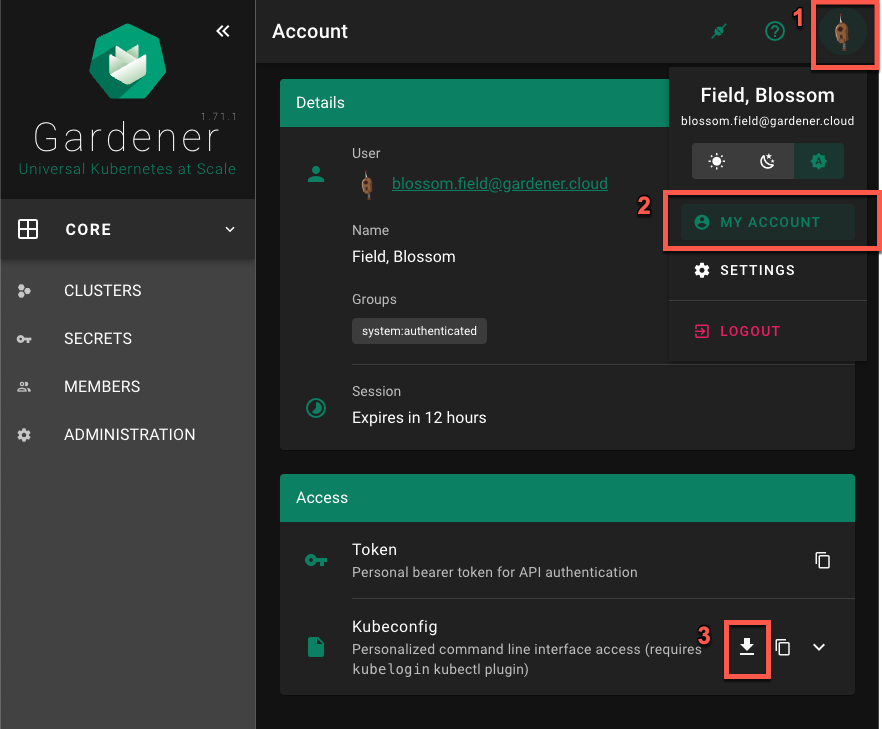 1.71.1
Gardener
Universal Kubernetes at Scale
CORE
CLUSTERS
SECRETS
MEMBERS
ADMINISTRATION
Account
1
Field, Blossom
blossom.field@gardener.cloud
2
MY ACCOUNT
SETTINGS
LOGOUT
Details
User
blossom.field@gardener.cloud
Name
Field, Blossom
Groups
system:authenticated
Session
Expires in 12 hours
Access
Token
Personal bearer token for API authentication
Kubeconfig
3
Personalized command line interface access (requires
kubelogin kubectl plugin)